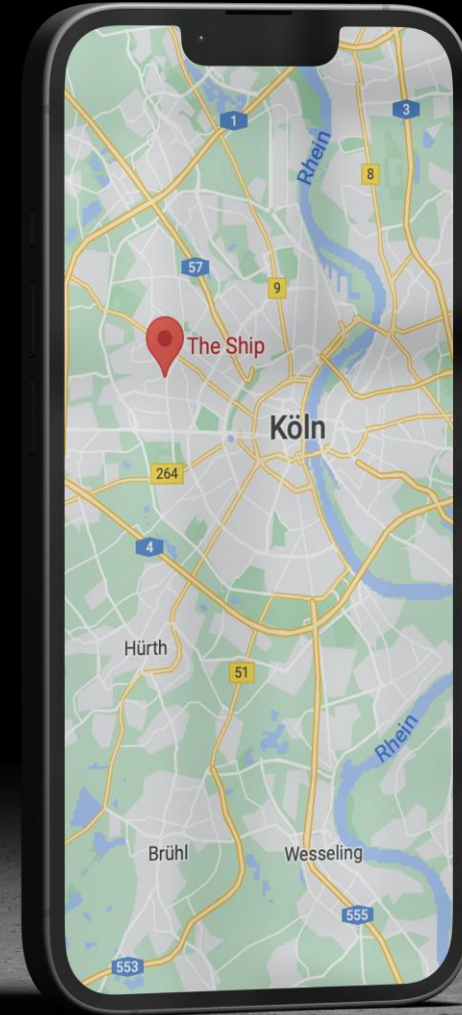 1
3
Rhein
8
57
9
The Ship
Köln
264
4
Hürth
51
Rhein
Brühl
Wesseling
555
553